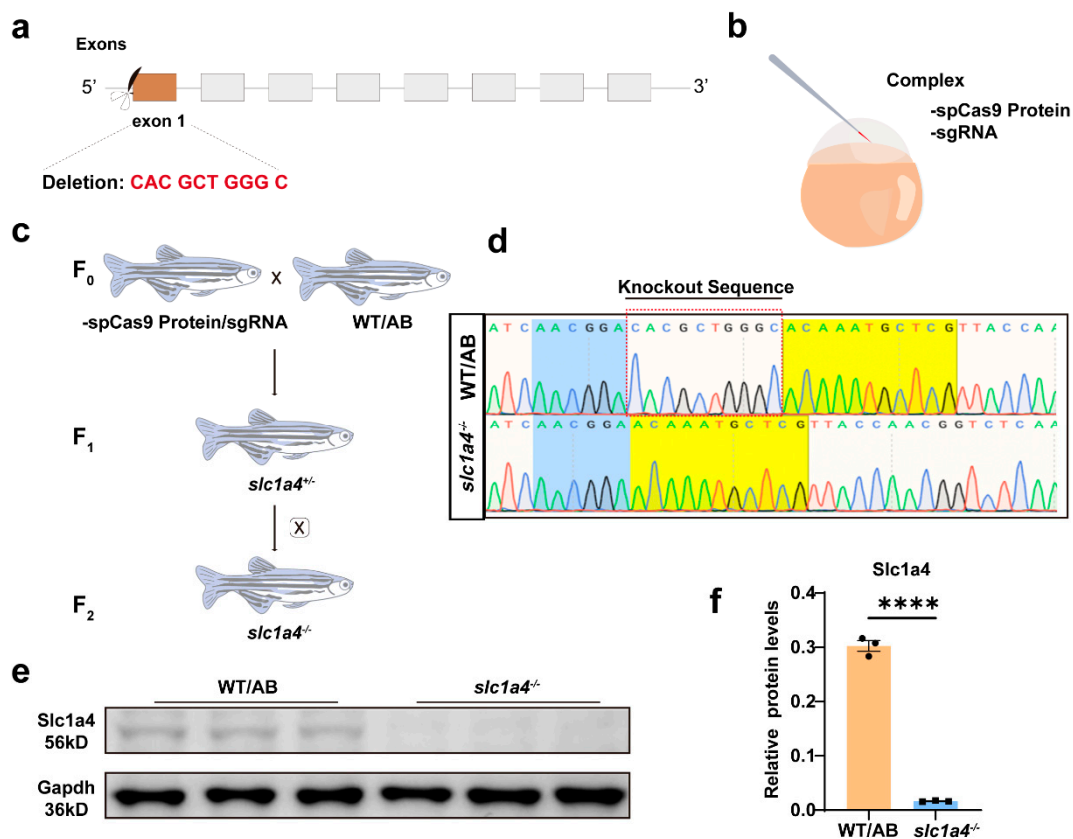 a
Exons
5’
3’
exon 1
Deletion: CAC GCT GGG C
b
Complex
-spCas9 Protein
-sgRNA
c
F0
X
-spCas9 Protein/sgRNA
WT/AB
F1
slc1a4+/-
X
F2
slc1a4-/-
d
Knockout Sequence
WT/AB
ATCAACGGACACGCTGGGCACAAATGCTCGTTACCAA
slc1a4-/-
ATCAACGGAACAAATGCTCGTTACCAACGGTCTCAA
e
WT/AB
slc1a4-/-
Slc1a4
56kD
Gapdh
36kD
f
Slc1a4
****
Relative protein levels
0.4
0.3
0.2
0.1
0.0
WT/AB
slc1a4-/-